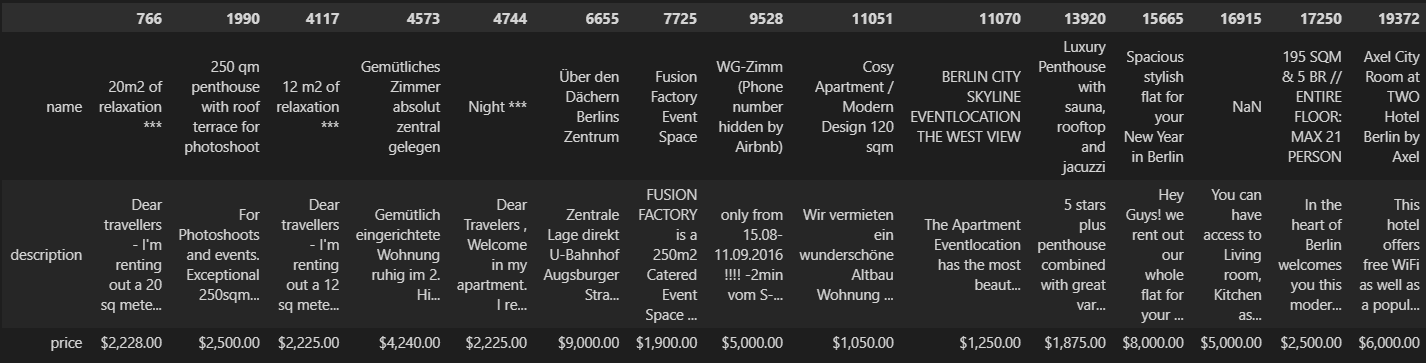 766 1990 4117 4573 4744 6655 7725 9528 11051 11070 13920 15665 16915 17250 19372
name
20m2 of
relaxation
***
250 qm
penthouse
with roof
terrace for
photoshoot
12 m2 of
relaxation
***
Gemütliches
Zimmer
absolut
zentral
gelegen
Night ***
Über den
Dächern
Berlins
Zentrum
Fusion
Factory
Event
Space
WG-Zimm
(Phone
number
hidden by
Airbnb)
Cosy
Apartment /
Modern
Design 120
sqm
BERLIN CITY
SKYLINE
EVENTLOCATION
THE WEST VIEW
Luxury
Penthouse
with
sauna,
rooftop
and
jacuzzi
Spacious
stylish
flat for
your
New Year
in Berlin
NaN
195 SQM
& 5 BR //
ENTIRE
FLOOR:
MAX 21
PERSON
Axel City
Room at
TWO
Hotel
Berlin by
Axel
description
Dear
travellers
- I'm
renting
out a 20
sq mete...
For
Photoshoots
and events.
Exceptional
250sqm...
Dear
travellers
- I'm
renting
out a 12
sq mete...
Gemütlich
eingerichtete
Wohnung
ruhig im 2.
Hi...
Dear
Travelers ,
Welcome
in my
apartment.
I re...
Zentrale
Lage direkt
U-Bahnhof
Augsburger
Stra...
FUSION
FACTORY
is a
250m2
Catered
Event
Space ...
only from
15.08-
11.09.2016
!!!! -2min
vom S-...
Wir vermieten
ein
wunderschöne
Altbau
Wohnung ...
The Apartment
Eventlocation
has the most
beaut...
5 stars
plus
penthouse
combined
with great
var...
Hey
Guys! we
rent out
our
whole
flat for
your ...
You can
have
access to
Living
room,
Kitchen
as...
In the
heart of
Berlin
welcomes
you this
moder...
This
hotel
offers
free WiFi
as well as
a popul...
price $2,228.00 $2,500.00 $2,225.00 $4,240.00 $2,225.00 $9,000.00 $1,900.00 $5,000.00 $1,050.00 $1,250.00 $1,875.00 $8,000.00 $5,000.00 $2,500.00 $6,000.00